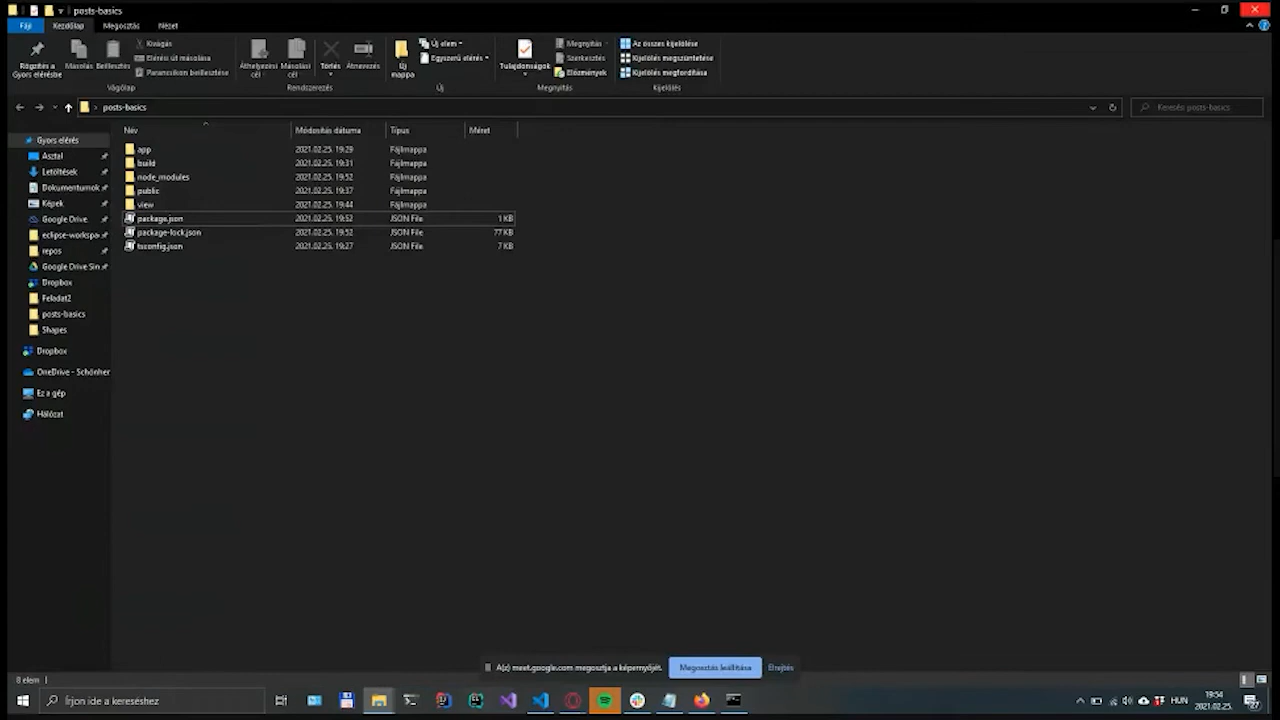 posts-basics
Fájl Kezdőlap Megosztás Nézet
Rögzítés a Gyors elérésbe
Másolás
Beillesztés
Kivágás
Elérési út másolása
Parancsikon beillesztése
Vágólap
Áthelyezési cél
Másolási cél
Törlés
Átnevezés
Rendszerezés
Új mappa
Új elem
Egyszerű elérés
Új
Tulajdonságok
Megnyitás
Szerkesztés
Előzmények
Megnyitás
Az összes kijelölése
Kijelölés megszüntetése
Kijelölés megfordítása
Kijelölés
posts-basics
Keresés posts-basics
Név Módosítás dátuma Típus Méret
app 2021.02.25. 19:29 Fájlmappa
build 2021.02.25. 19:31 Fájlmappa
node_modules 2021.02.25. 19:52 Fájlmappa
public 2021.02.25. 19:37 Fájlmappa
view 2021.02.25. 19:44 Fájlmappa
package.json 2021.02.25. 19:52 JSON File 1 KB
package-lock.json 2021.02.25. 19:52 JSON File 77 KB
tsconfig.json 2021.02.25. 19:27 JSON File 7 KB
Gyors elérés
Asztal
Letöltések
Dokumentumok
Képek
Google Drive
eclipse-workspa
repos
Google Drive Sin
Dropbox
Feladat2
posts-basics
Shapes
Dropbox
OneDrive - Schönher
Ez a gép
Hálózat
A(z) meet.google.com megosztja a képernyőjét.
Megosztás leállítása
Elrejtés
8 elem
Írjon ide a kereséshez
HUN
19:54
2021.02.25.